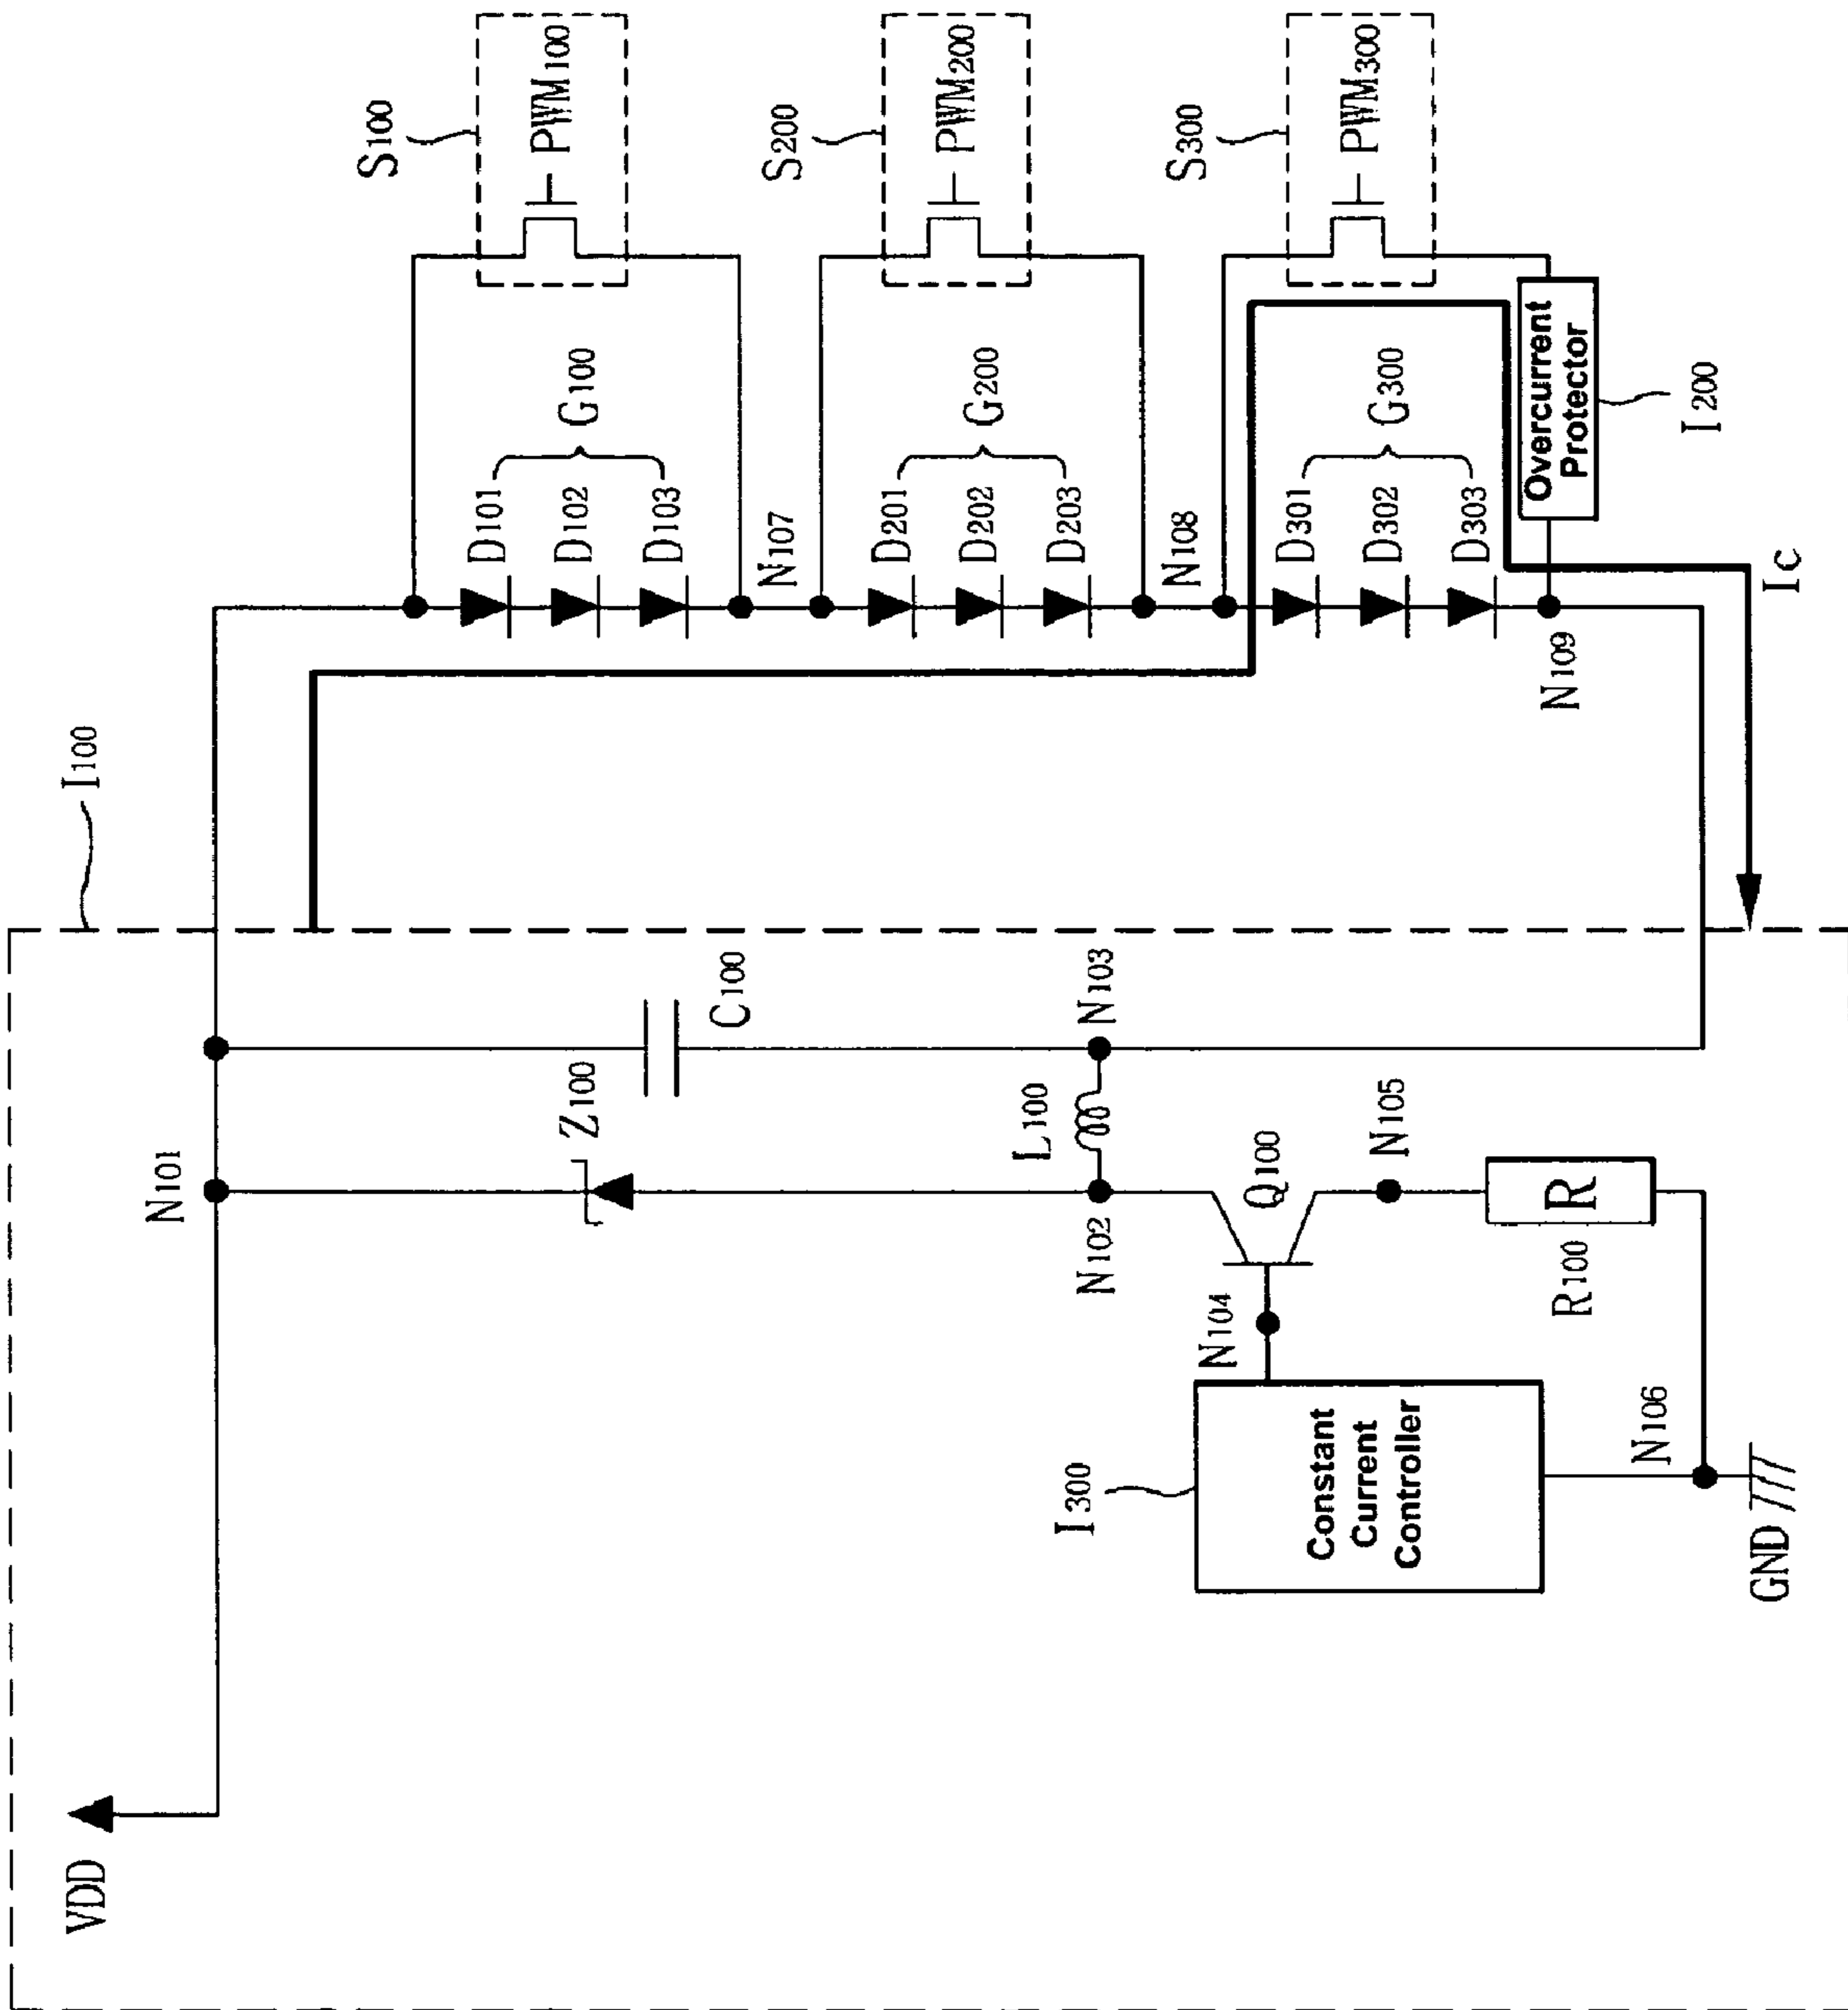 I100
VDD
N101
Z100
C100
L100
N102
N103
Q100
N104
N105
R
R100
I300
Constant
Current
Controller
N106
GND
S100
PWM100
G100
D101
D102
D103
N107
S200
PWM200
G200
D201
D202
D203
N108
S300
PWM300
G300
D301
D302
D303
N109
Overcurrent
Protector
I200
Ic